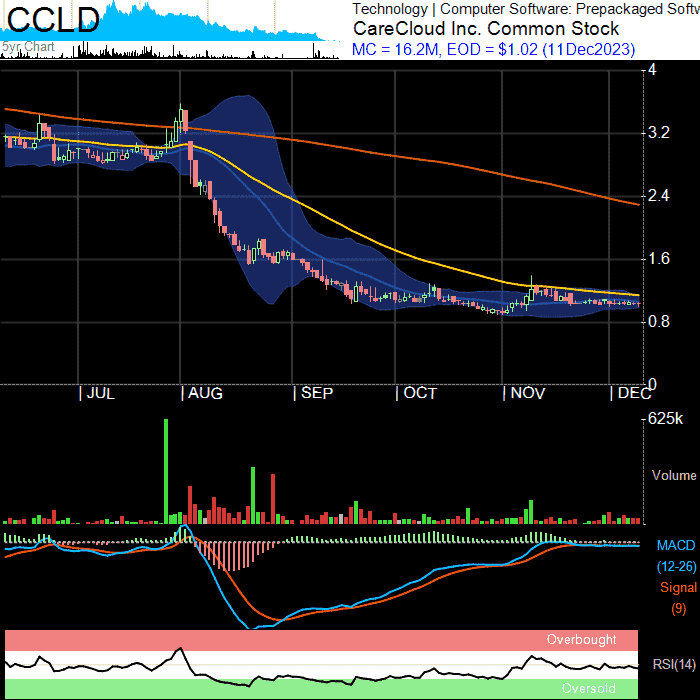 CCLD
5yr Chart
Technology | Computer Software: Prepackaged Softw
CareCloud Inc. Common Stock
MC = 16.2M, EOD = $1.02 (11Dec2023)
4
3.2
2.4
1.6
0.8
0
JUL AUG SEP OCT NOV DEC
625k
Volume
MACD
(12-26)
Signal
(9)
Overbought
RSI(14)
Oversold